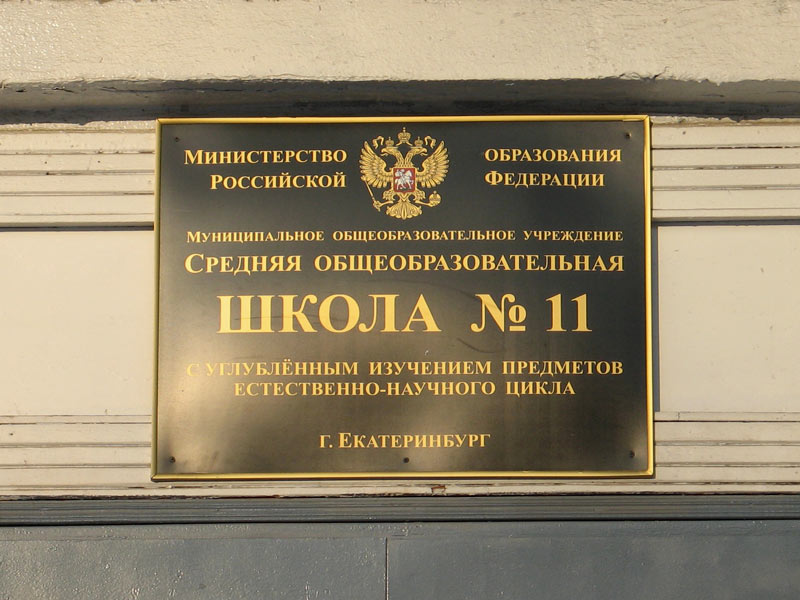 Министерство образования
Российской Федерации
Муниципальное общеобразовательное учреждение
Средняя общеобразовательная
ШКОЛА № 11
с углублённым изучением предметов
естественно-научного цикла
г. Екатеринбург